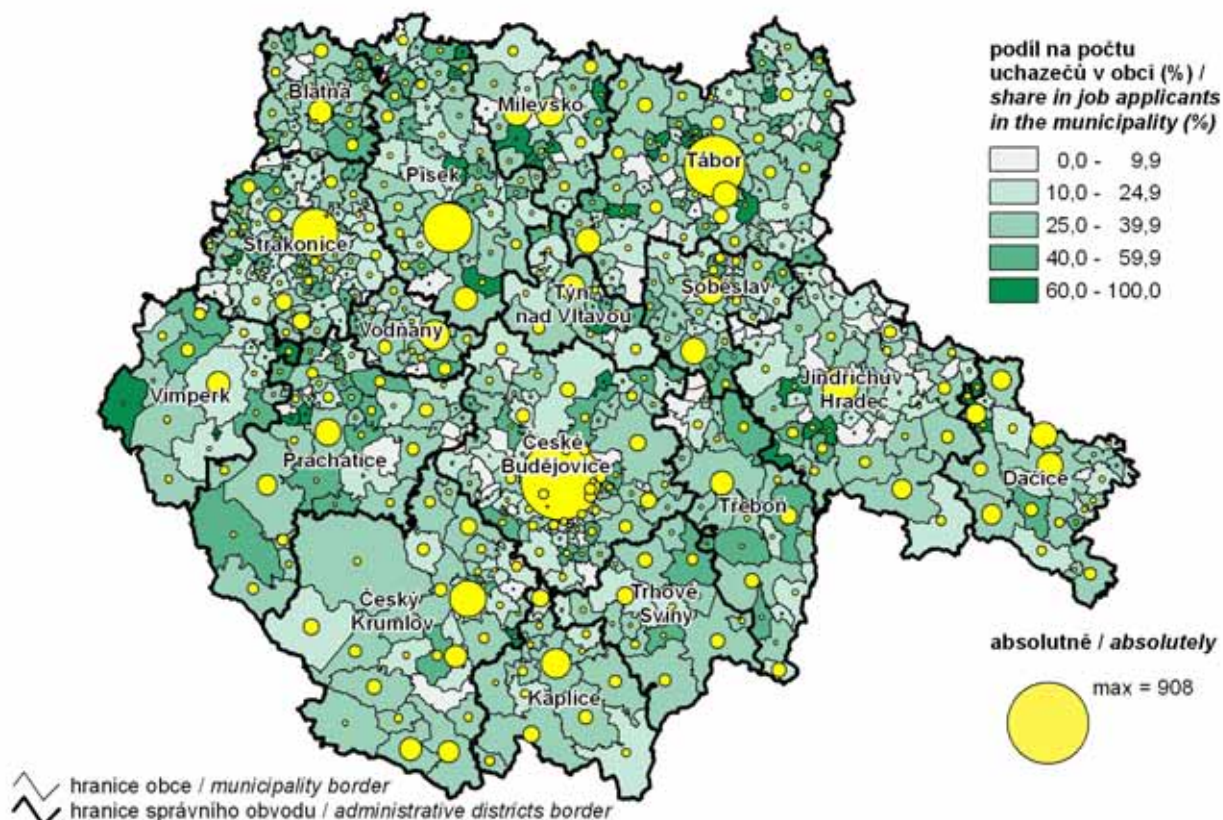 podíl na počtu
uchazečů v obci (%) /
share in job applicants
in the municipality (%)
0,0 - 9,9
10,0 - 24,9
25,0 - 39,9
40,0 - 59,9
60,0 - 100,0
Blatná
Milevsko
Tábor
Písek
Strakonice
Soběslav
Týn
nad Vltavou
Vodňany
Vimperk
Jindřichův
Hradec
České
Budějovice
Prachatice
Dačice
Třeboň
Český
Krumlov
Trhové
Sviny
Kaplice
absolutně / absolutely
max = 908
hranice obce / municipality border
hranice správního obvodu / administrative districts border